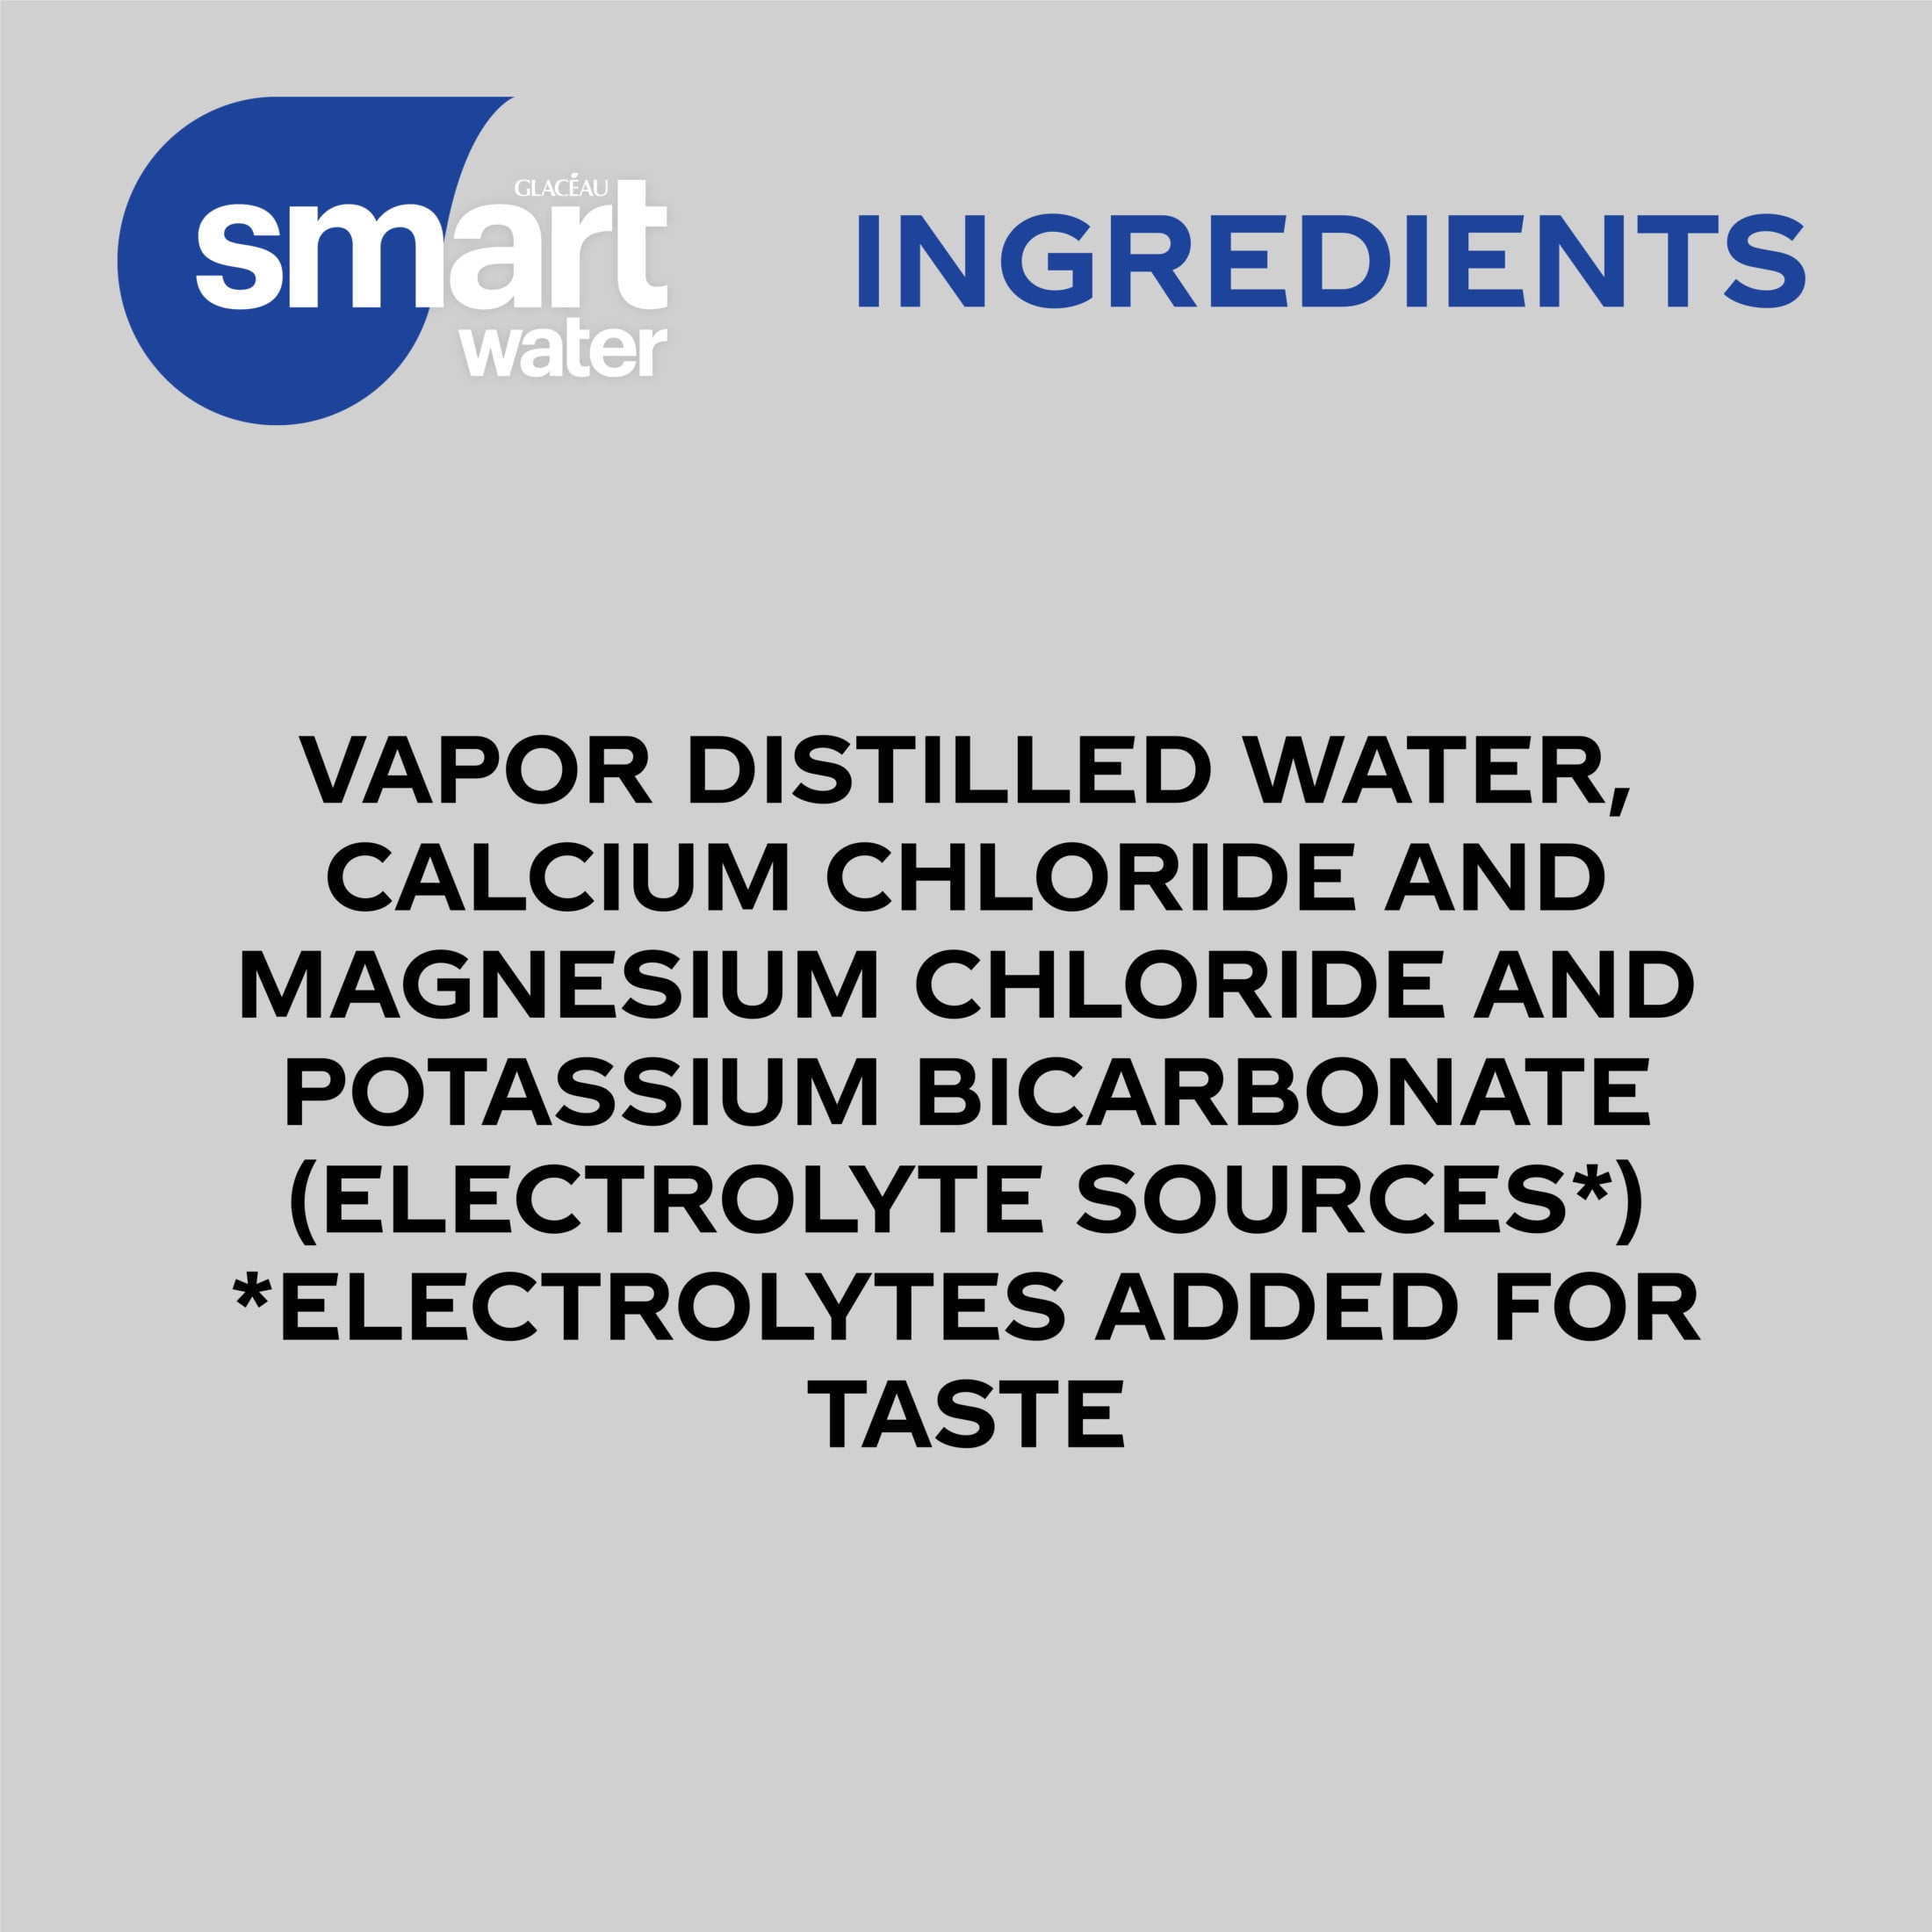 GLACÉAU
smart
water
INGREDIENTS
VAPOR DISTILLED WATER,
CALCIUM CHLORIDE AND
MAGNESIUM CHLORIDE AND
POTASSIUM BICARBONATE
(ELECTROLYTE SOURCES*)
*ELECTROLYTES ADDED FOR
TASTE